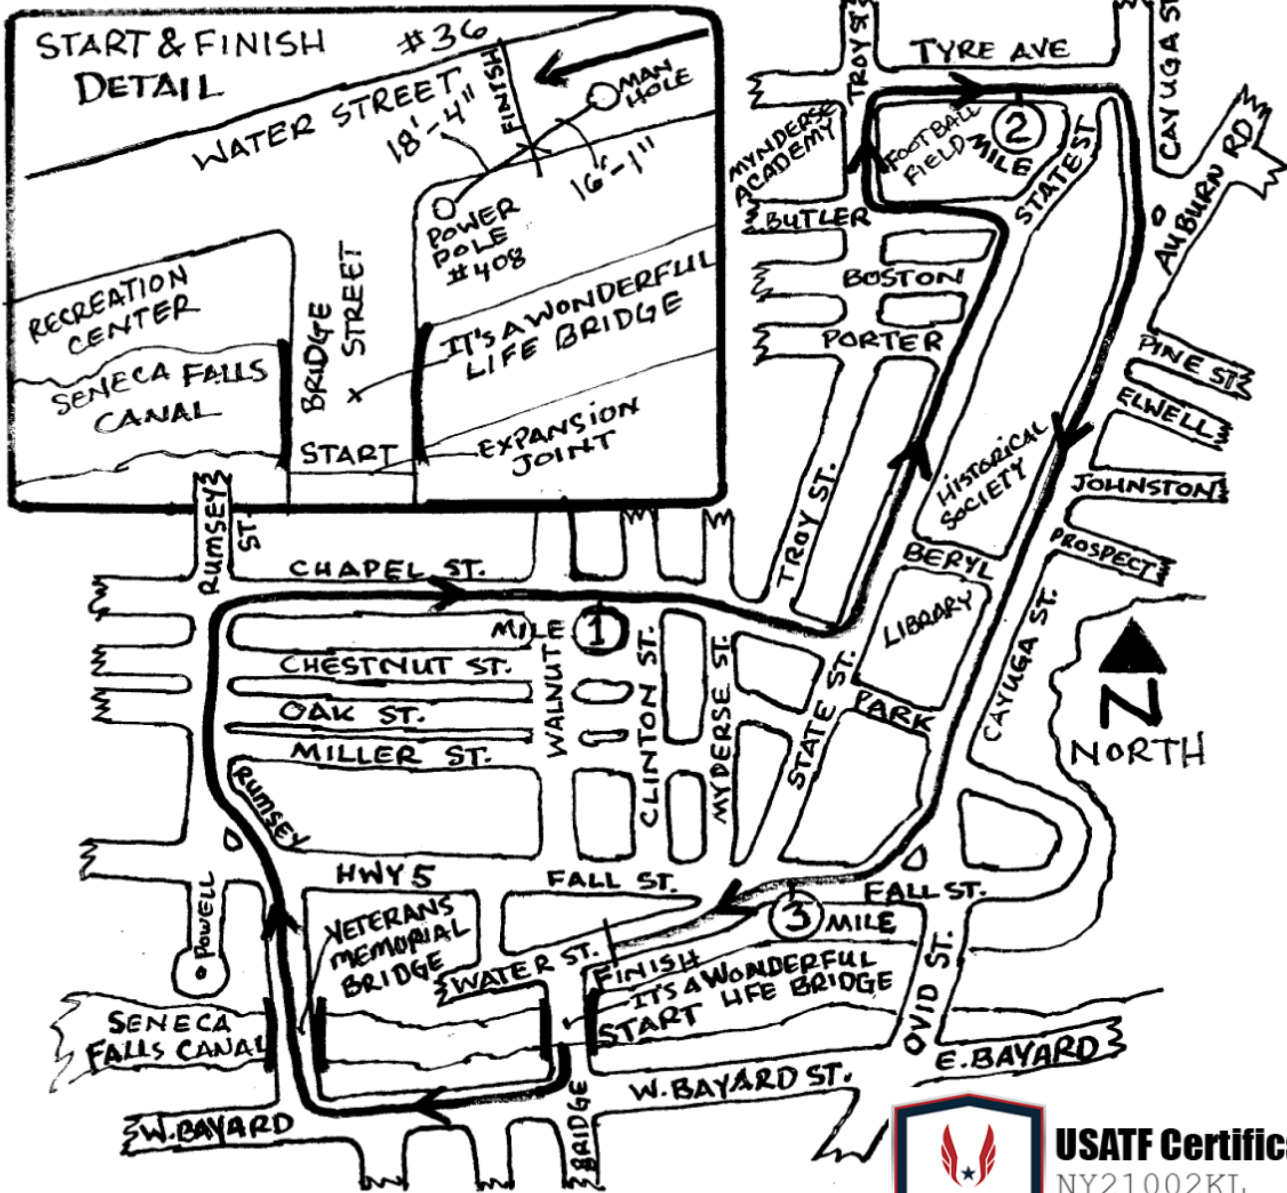 START & FINISH
DETAIL
#36
WATER STREET
FINISH
MAN
HOLE
18'-4"
16'-1"
POWER
POLE
#408
RECREATION
CENTER
BRIDGE
STREET
IT'S A WONDERFUL
LIFE BRIDGE
SENECA FALLS
CANAL
START
EXPANSION
JOINT
TROY ST
TYRE AVE
CAYUGA ST
MYNDERSE
ACADEMY
FOOTBALL
FIELD
2
MILE
STATE ST
AUBURN RD
BUTLER
BOSTON
PORTER
PINE ST
ELWELL
JOHNSTON
PROSPECT
HISTORICAL
SOCIETY
TROY ST.
BERYL
LIBRARY
CAYUGA ST.
PARK
STATE ST.
N
NORTH
RUMSEY
ST.
CHAPEL ST.
MILE 1
CHESTNUT ST.
OAK ST.
MILLER ST.
WALNUTE
CLINTON ST.
MYDERSE ST.
RUMSEY
HWY 5
FALL ST.
FALL ST.
3 MILE
POWELL
VETERANS
MEMORIAL
BRIDGE
WATER ST.
FINISH
IT'S A WONDERFUL
LIFE BRIDGE
START
OVID ST.
SENECA
FALLS CANAL
E. BAYARD
W. BAYARD ST.
W. BAYARD
BRIDGE
USATF Certific
NY21002KL